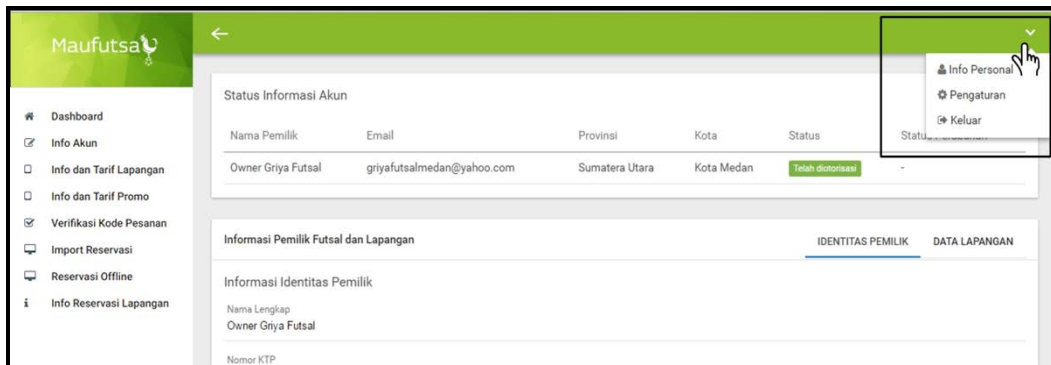 Maufutsal
Info Personal
Pengaturan
Keluar
Dashboard
Info Akun
Info dan Tarif Lapangan
Info dan Tarif Promo
Verifikasi Kode Pesanan
Import Reservasi
Reservasi Offline
Info Reservasi Lapangan
Status Informasi Akun
Nama Pemilik Email Provinsi Kota Status Status
Owner Griya Futsal griyafutsalmedan@yahoo.com Sumatera Utara Kota Medan Telah diotorisasi -
Informasi Pemilik Futsal dan Lapangan IDENTITAS PEMILIK DATA LAPANGAN
Informasi Identitas Pemilik
Nama Lengkap
Owner Griya Futsal
Nomor KTP